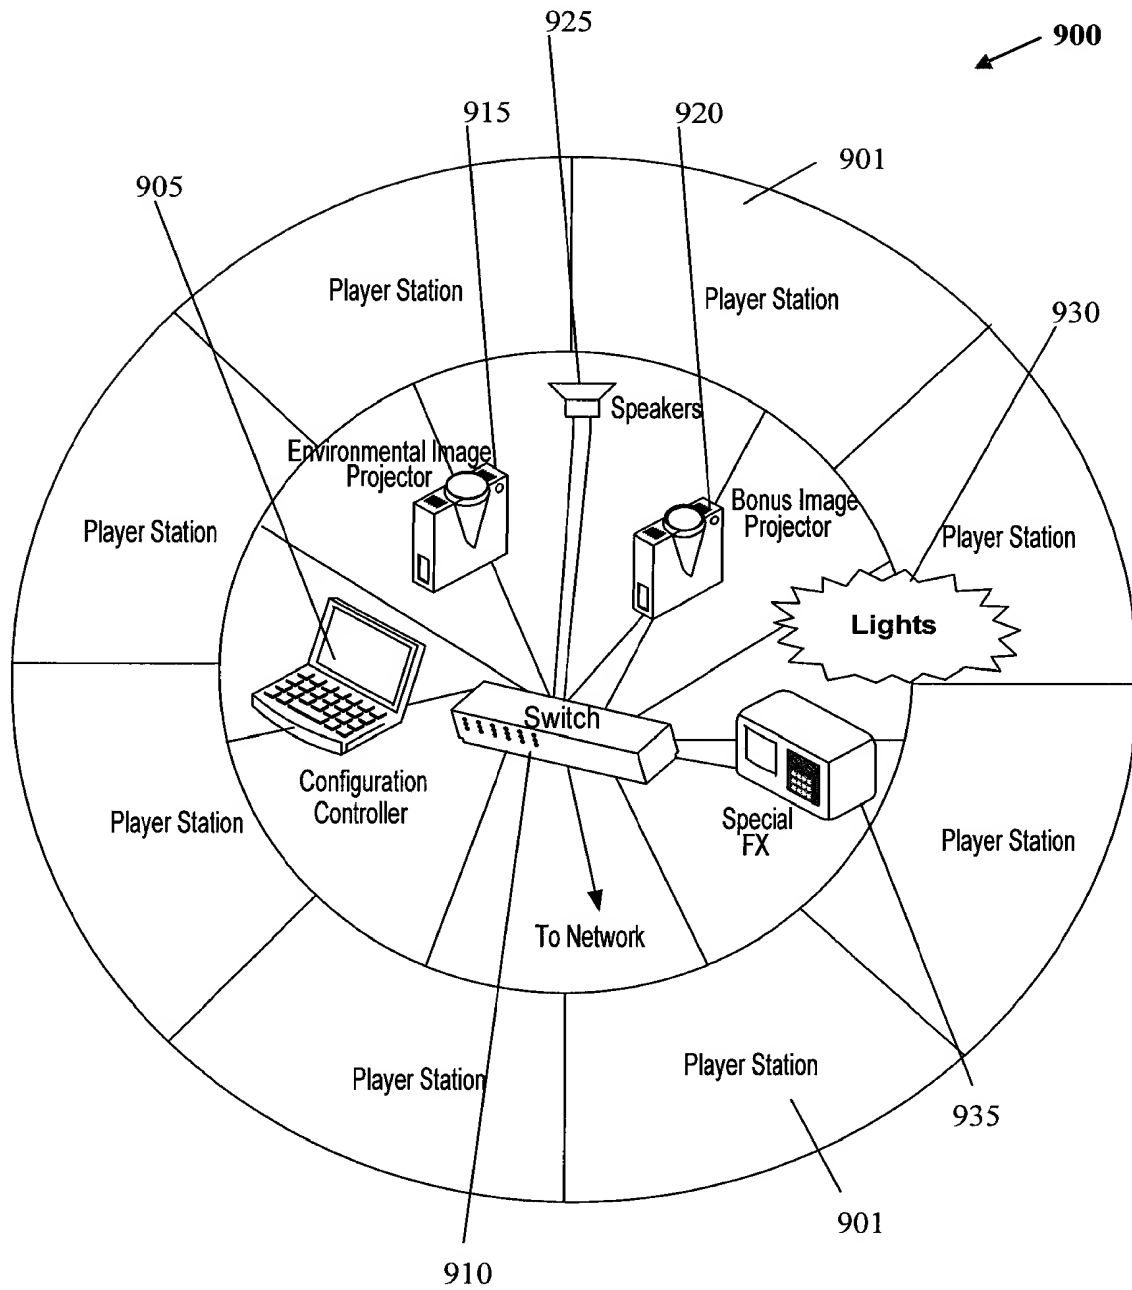 925
900
915
920
901
905
Player Station
Player Station
930
Speakers
Environmental Image
Projector
Bonus Image
Projector
Player Station
Player Station
Lights
Switch
Configuration
Controller
Special
FX
Player Station
Player Station
To Network
Player Station
Player Station
935
901
910